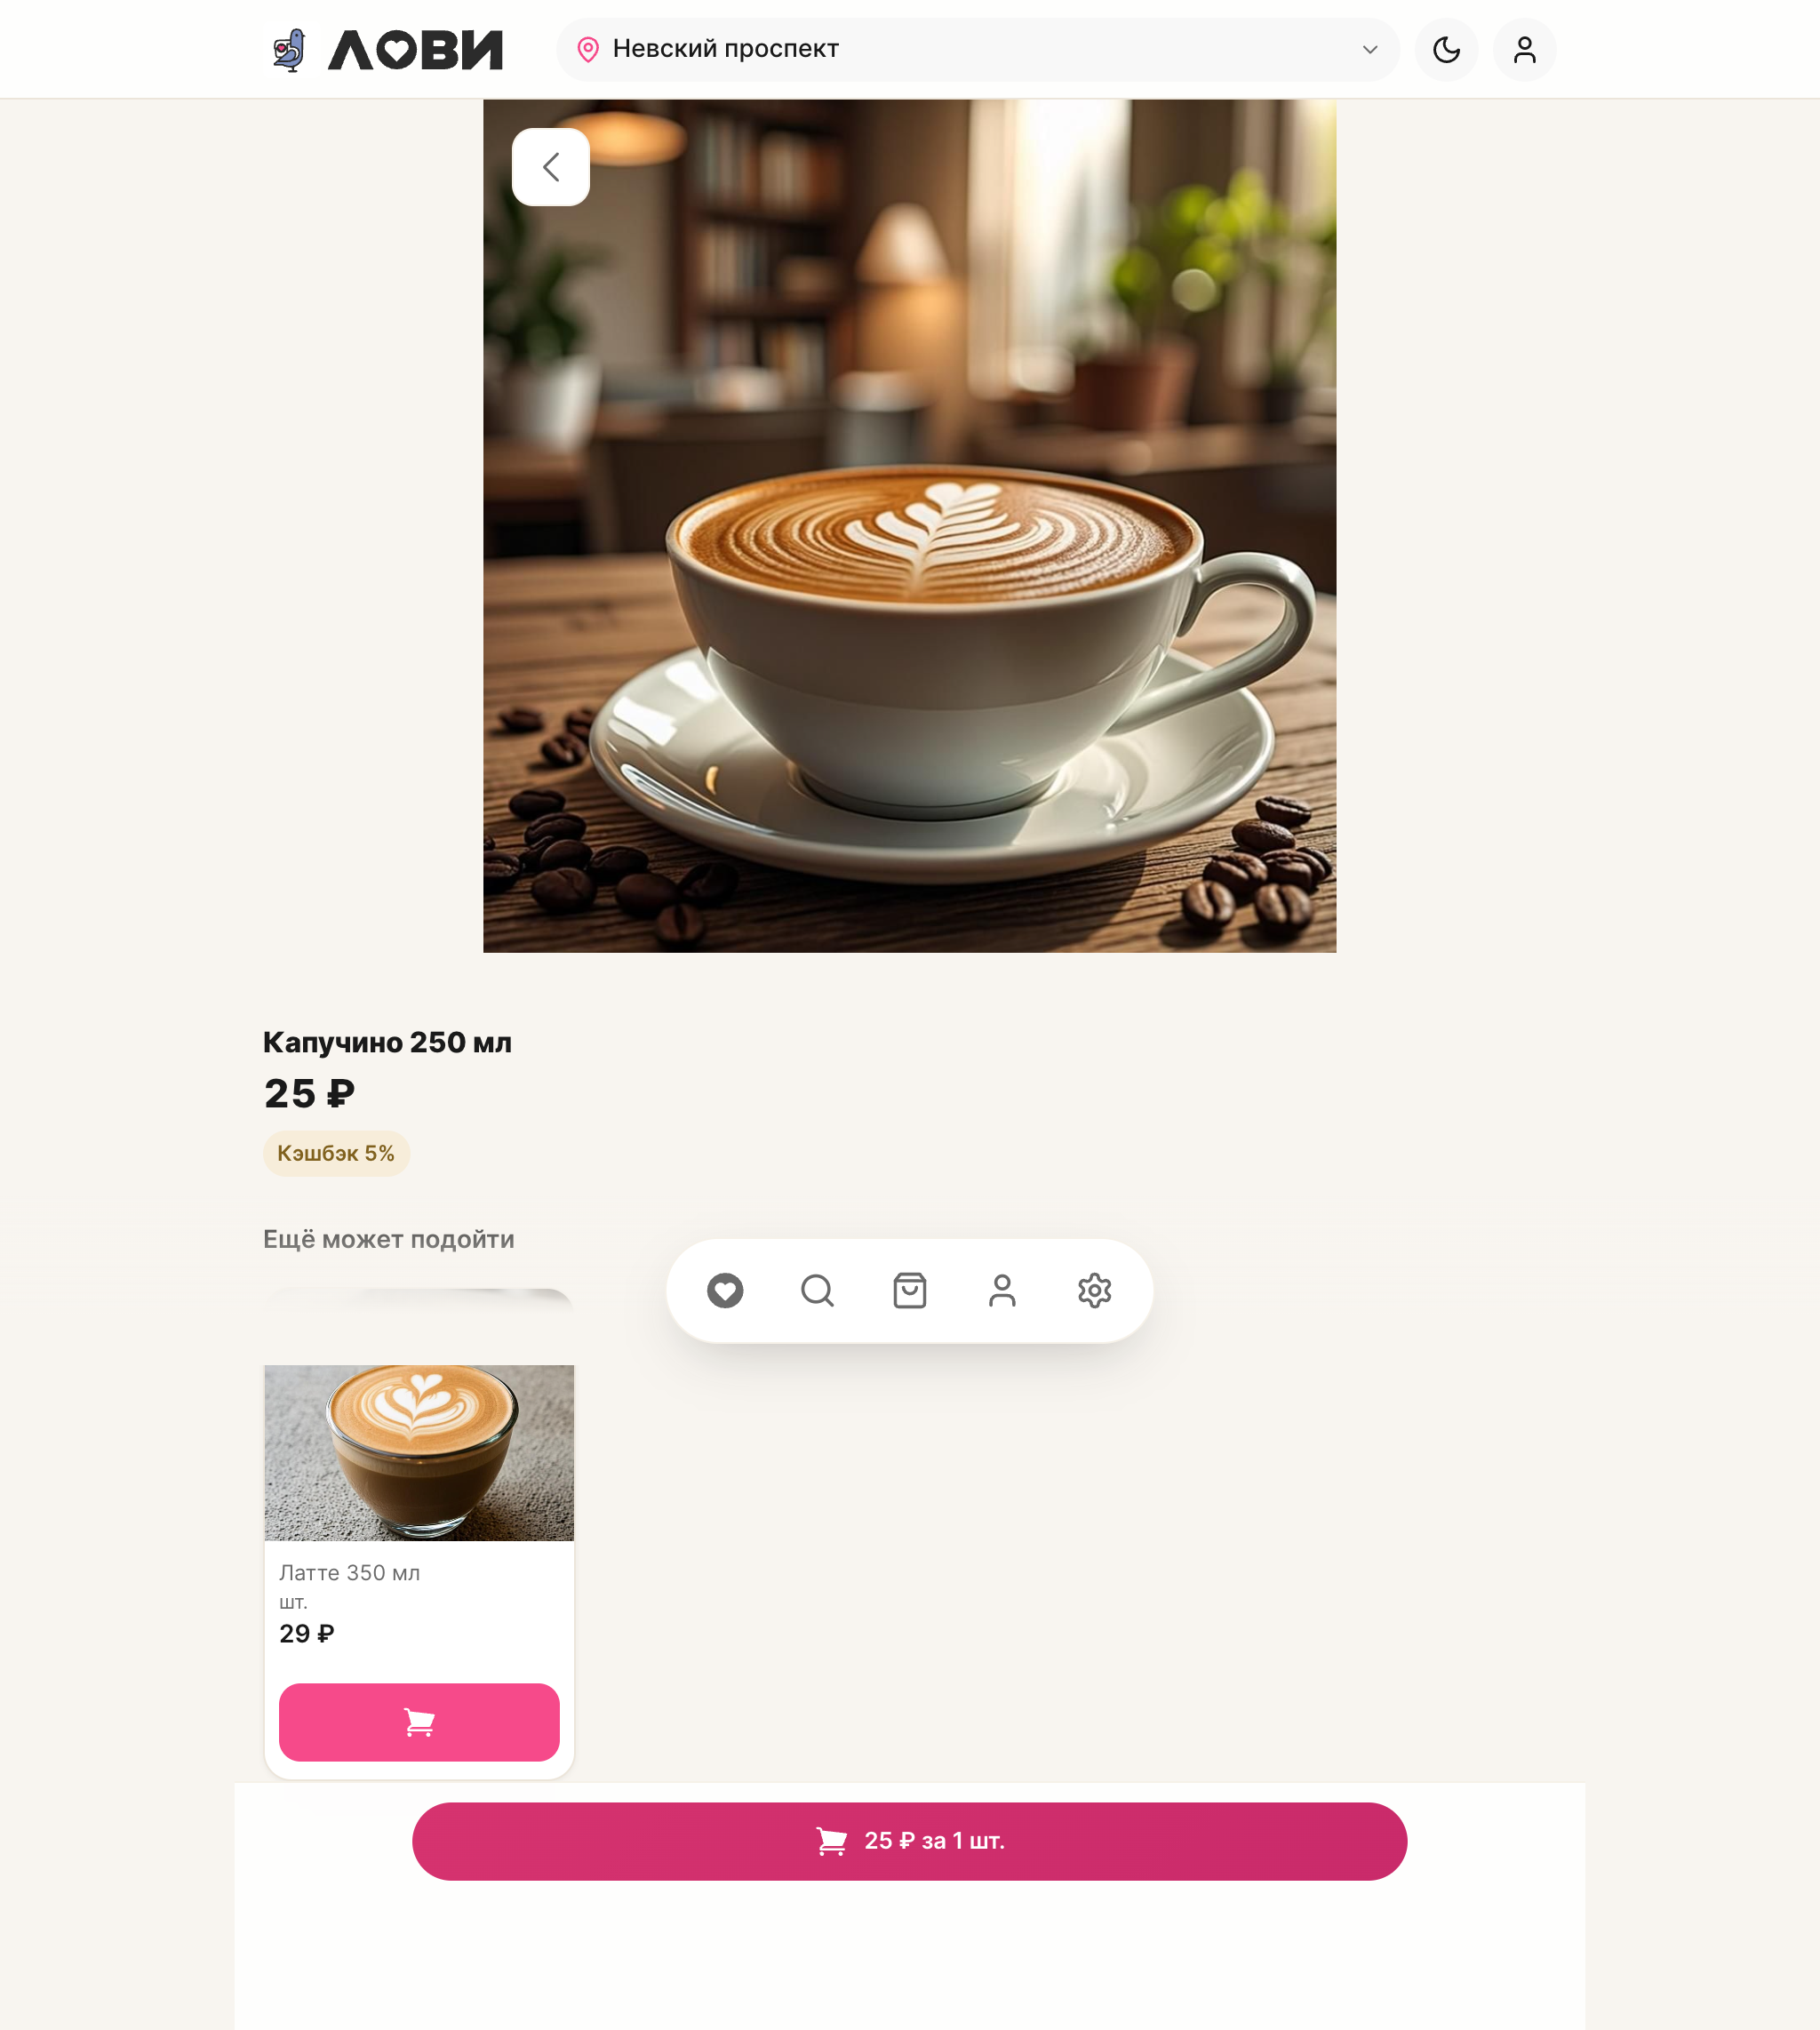 ЛОВИ
Невский проспект
Капучино 250 мл
25 ₽
Кэшбэк 5%
Ещё может подойти
Латте 350 мл
шт.
29 ₽
25 ₽ за 1 шт.